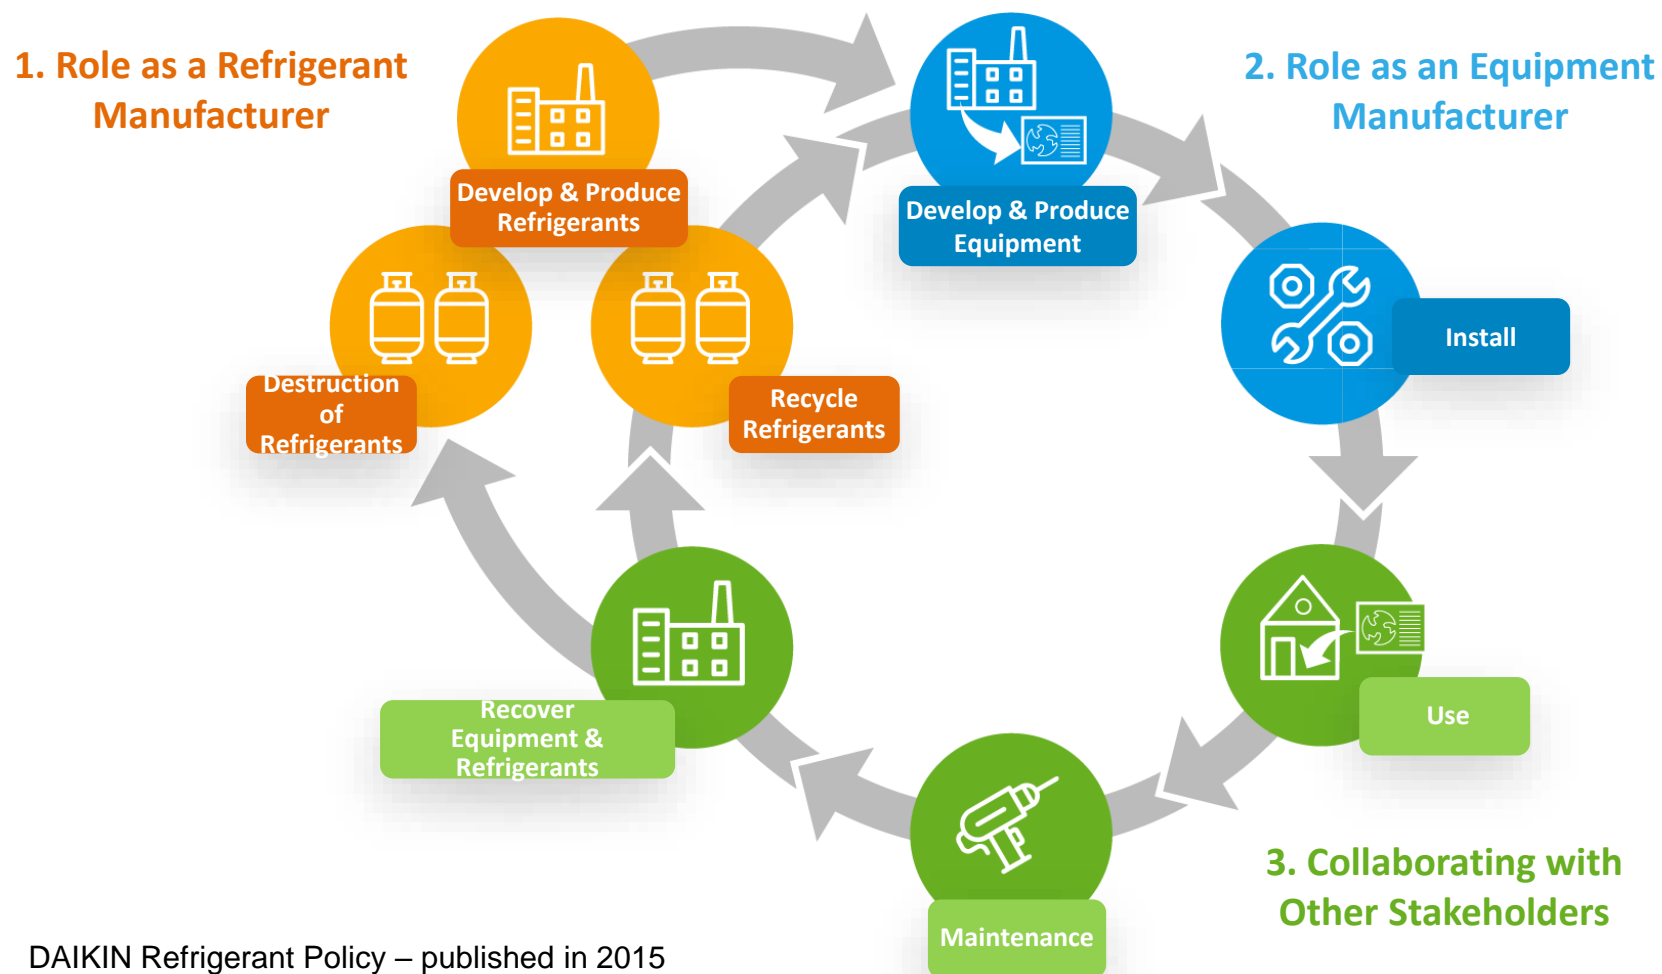 1. Role as a Refrigerant
Manufacturer
2. Role as an Equipment
Manufacturer
Develop & Produce
Refrigerants
Develop & Produce
Equipment
Install
Destruction
of
Refrigerants
Recycle
Refrigerants
Recover
Equipment &
Refrigerants
Use
Maintenance
3. Collaborating with
Other Stakeholders
DAIKIN Refrigerant Policy – published in 2015